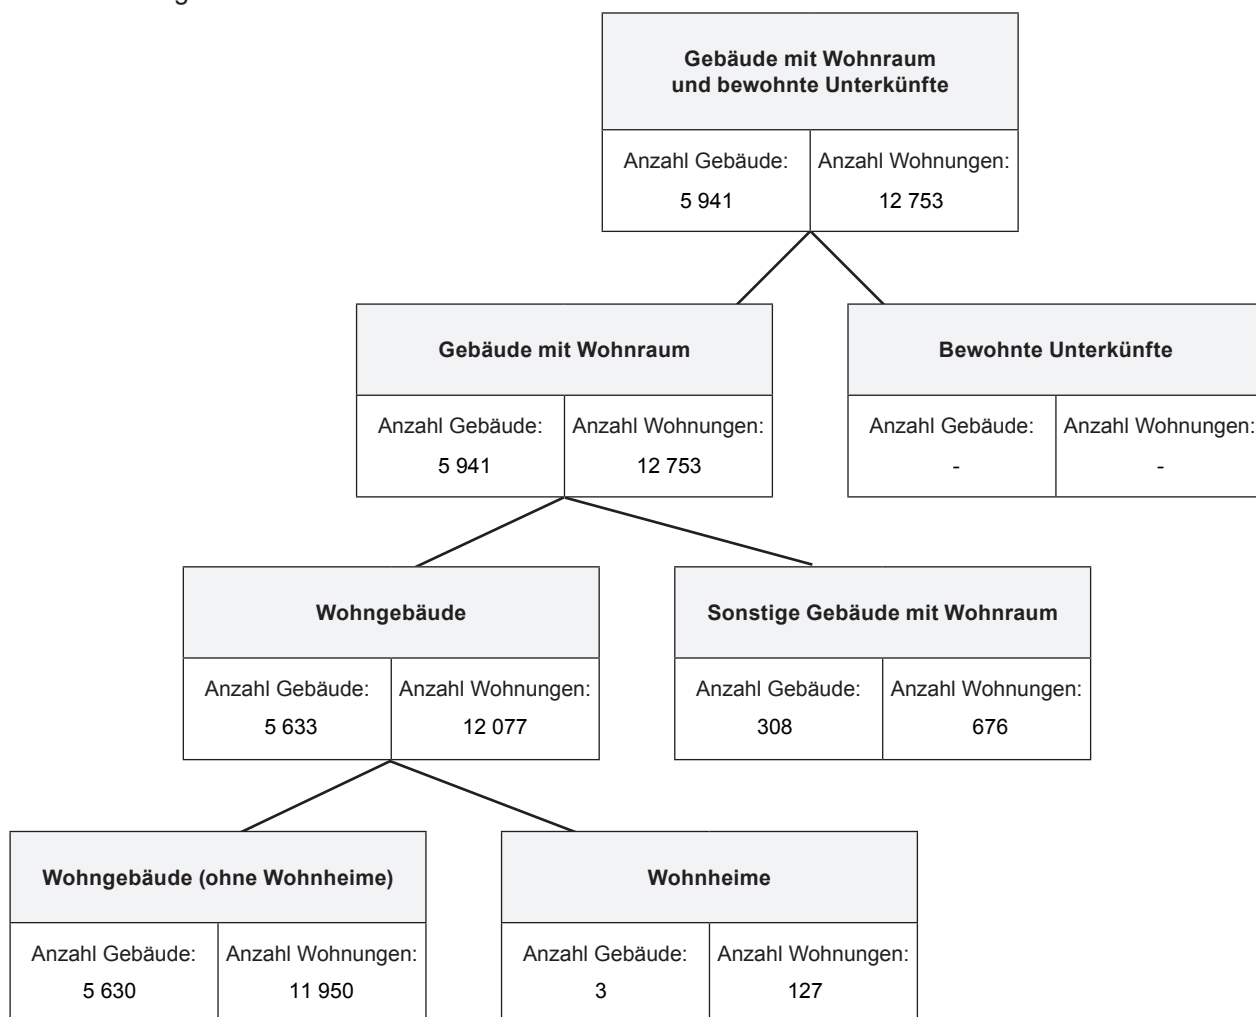 Gebäude mit Wohnraum
und bewohnte Unterkünfte
Anzahl Gebäude: Anzahl Wohnungen:
5 941 12 753
Gebäude mit Wohnraum Bewohnte Unterkünfte
Anzahl Gebäude: Anzahl Wohnungen: Anzahl Gebäude: Anzahl Wohnungen:
5 941 12 753 - -
Wohngebäude Sonstige Gebäude mit Wohnraum
Anzahl Gebäude: Anzahl Wohnungen: Anzahl Gebäude: Anzahl Wohnungen:
5 633 12 077 308 676
Wohngebäude (ohne Wohnheime) Wohnheime
Anzahl Gebäude: Anzahl Wohnungen: Anzahl Gebäude: Anzahl Wohnungen:
5 630 11 950 3 127